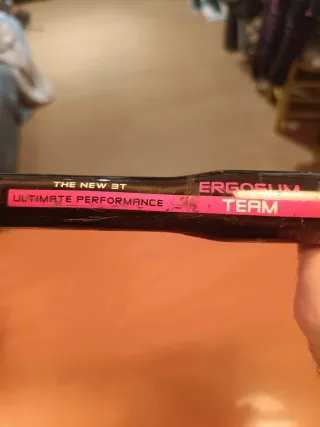 THE NEW 3T
ULTIMATE PERFORMANCE
ERGOSUM
TEAM